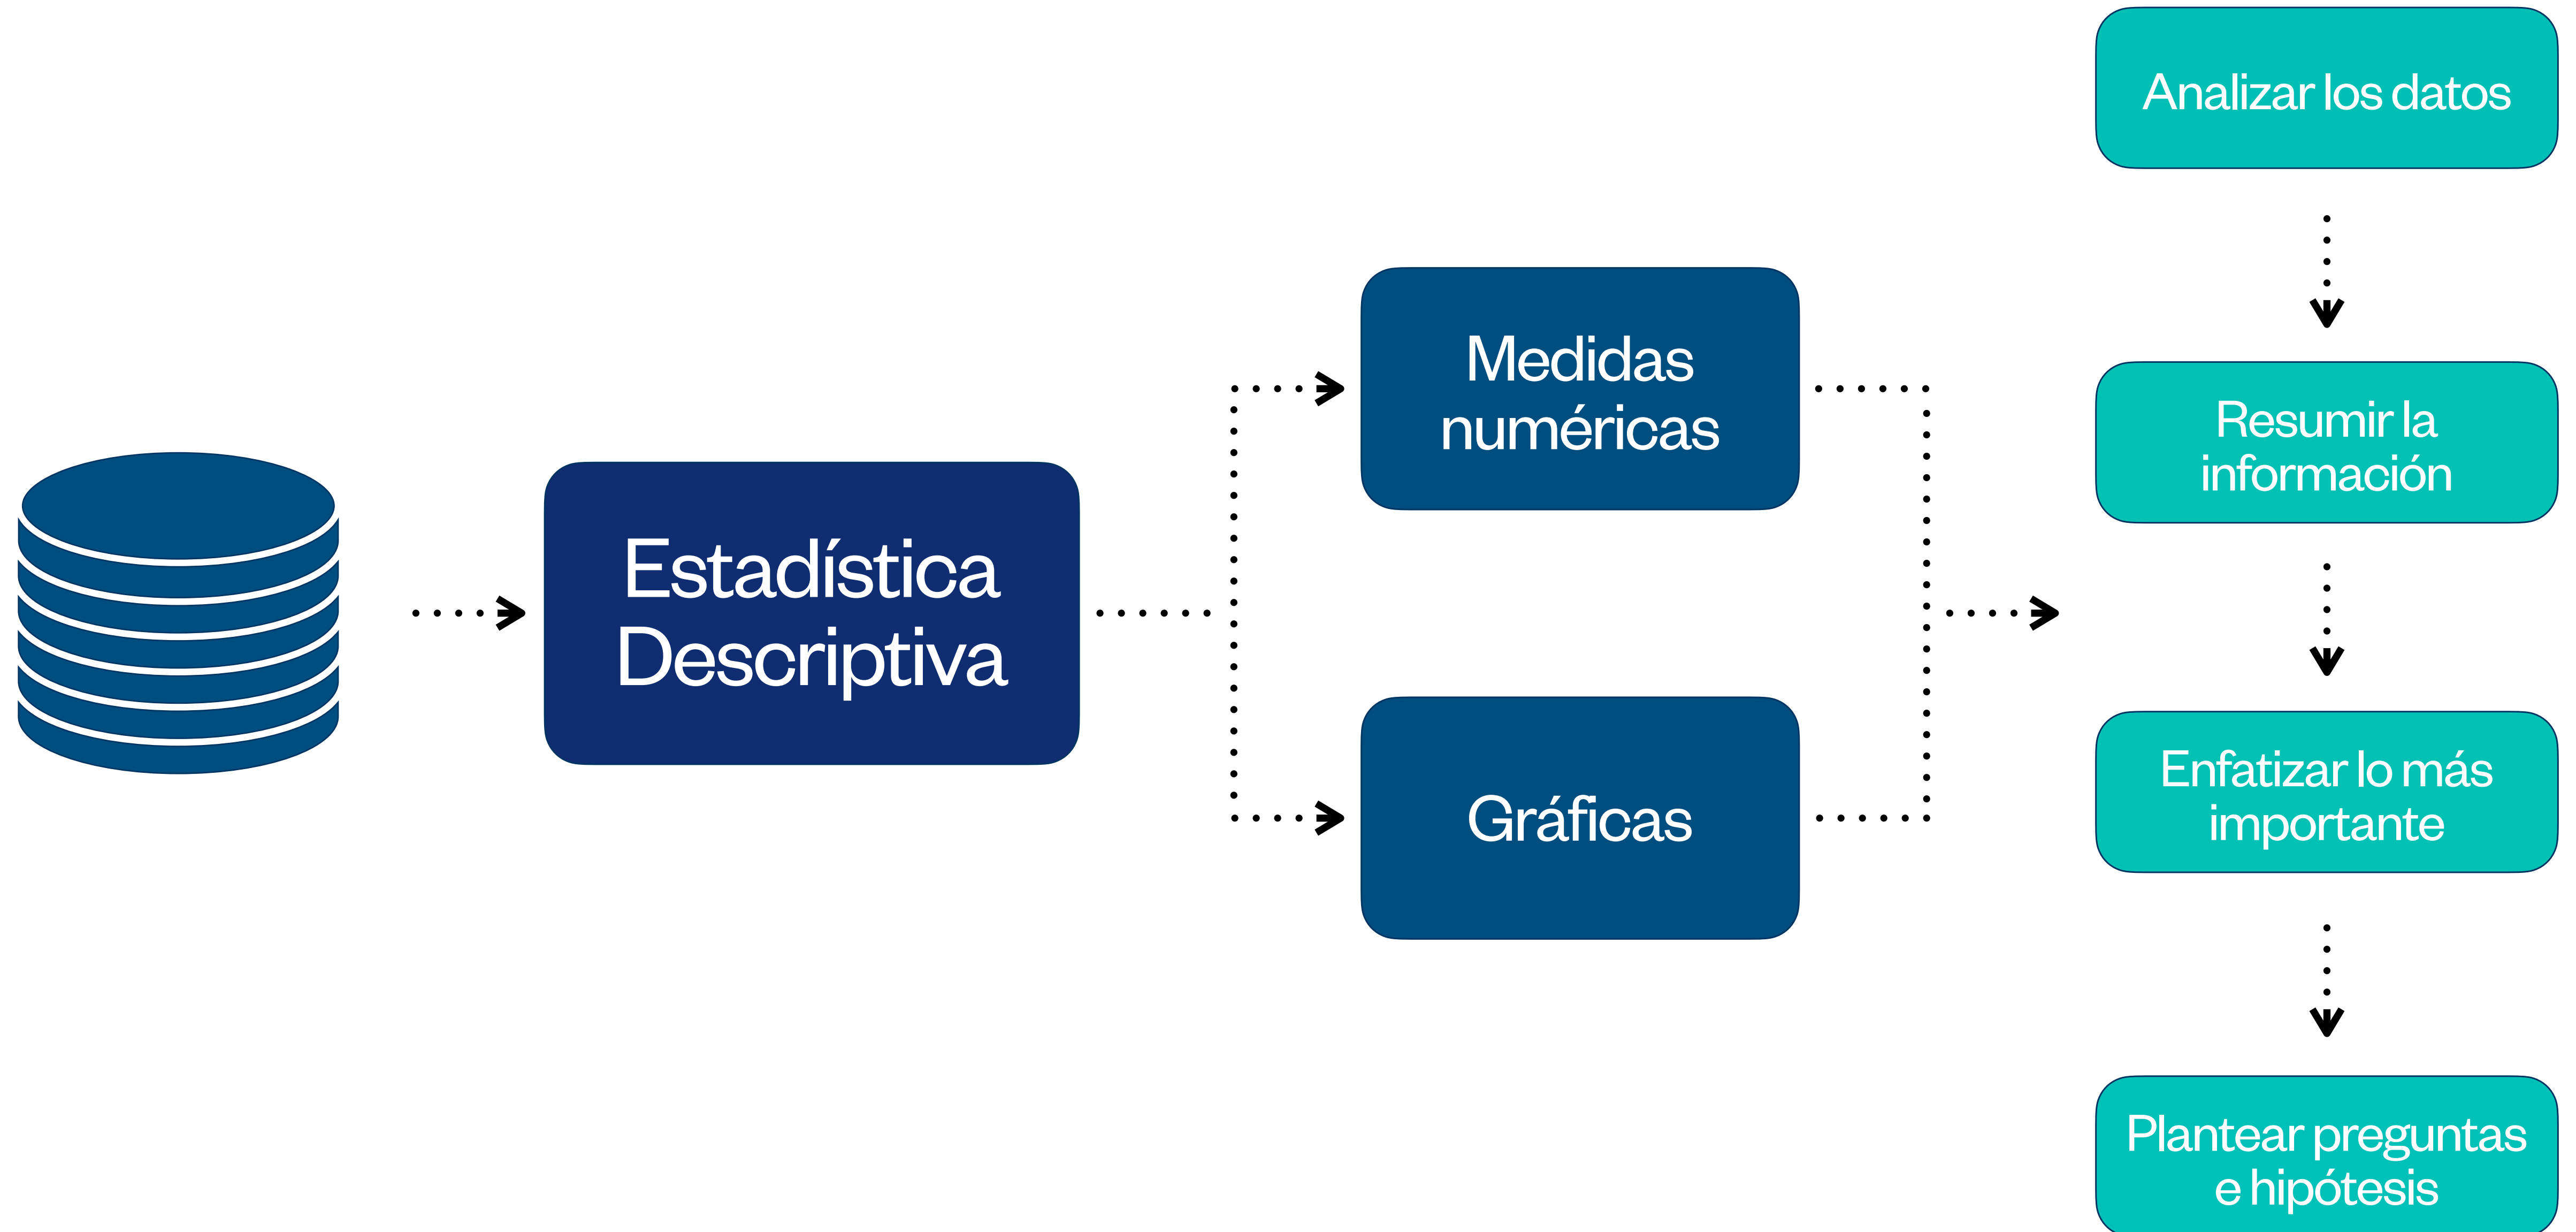 Estadística
Descriptiva
Medidas
numéricas
Gráficas
Analizar los datos
Resumir la
información
Enfatizar lo más
importante
Plantear preguntas
e hipótesis